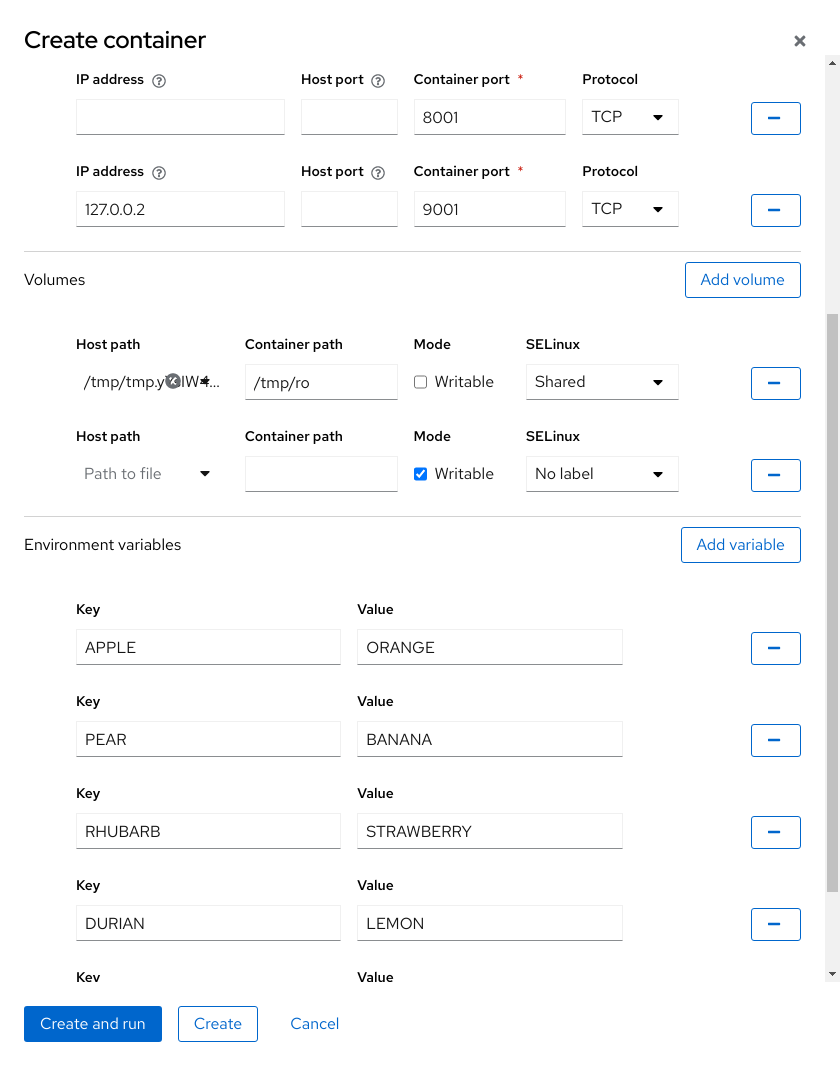 Create container
IP address Host port Container port * Protocol
8001 TCP
IP address Host port Container port * Protocol
127.0.0.2 9001 TCP
Volumes Add volume
Host path Container path Mode SELinux
/tmp/ro Writable Shared
Host path Container path Mode SELinux
Path to file Writable No label
Environment variables Add variable
Key Value
APPLE ORANGE
Key Value
PEAR BANANA
Key Value
RHUBARB STRAWBERRY
Key Value
DURIAN LEMON
Key Value
Create and run Create Cancel